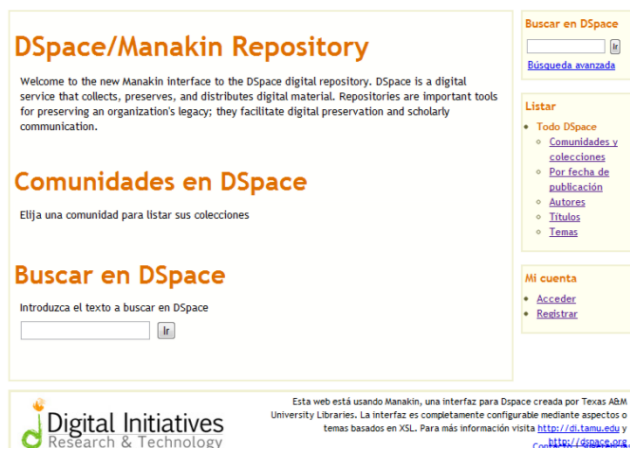 DSpace/Manakin Repository
Welcome to the new Manakin interface to the DSpace digital repository. DSpace is a digital
service that collects, preserves, and distributes digital material. Repositories are important tools
for preserving an organization's legacy; they facilitate digital preservation and scholarly
communication.
Comunidades en DSpace
Elija una comunidad para listar sus colecciones
Buscar en DSpace
Introduzca el texto a buscar en DSpace
Ir
Buscar en DSpace
Ir
Búsqueda avanzada
Listar
Todo DSpace
Comunidades y
colecciones
Por fecha de
publicación
Autores
Títulos
Temas
Mi cuenta
Acceder
Registrar
Digital Initiatives
Research & Technology
Esta web está usando Manakin, una interfaz para Dspace creada por Texas A&M
University Libraries. La interfaz es completamente configurable mediante aspectos o
temas basados en XSL. Para más información visita http://di.tamu.edu y
http://dspace.org
Contacto | Sugerencias